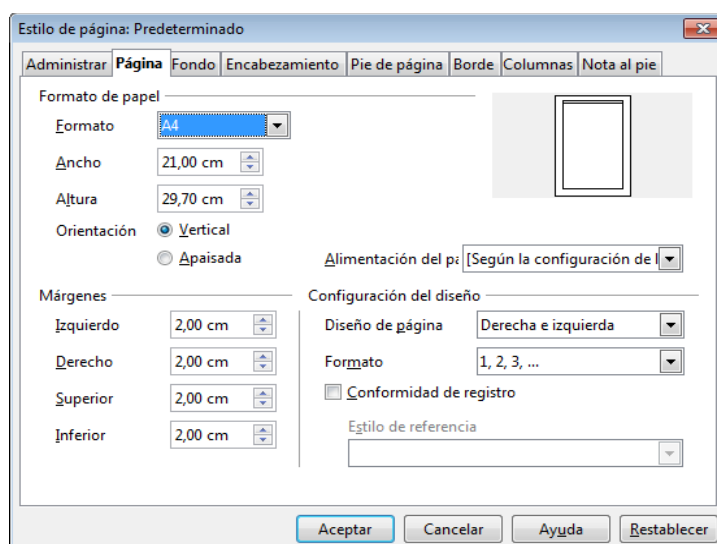 Estilo de página: Predeterminado
Administrar Página Fondo Encabezamiento Pie de página Borde Columnas Nota al pie
Formato de papel
Formato A4
Ancho 21,00 cm
Altura 29,70 cm
Orientación Vertical
Apaisada Alimentación del pa [Según la configuración de l
Márgenes Configuración del diseño
Izquierdo 2,00 cm Diseño de página Derecha e izquierda
Derecho 2,00 cm Formato 1, 2, 3, ...
Superior 2,00 cm Conformidad de registro
Inferior 2,00 cm Estilo de referencia
Aceptar Cancelar Ayuda Restablecer